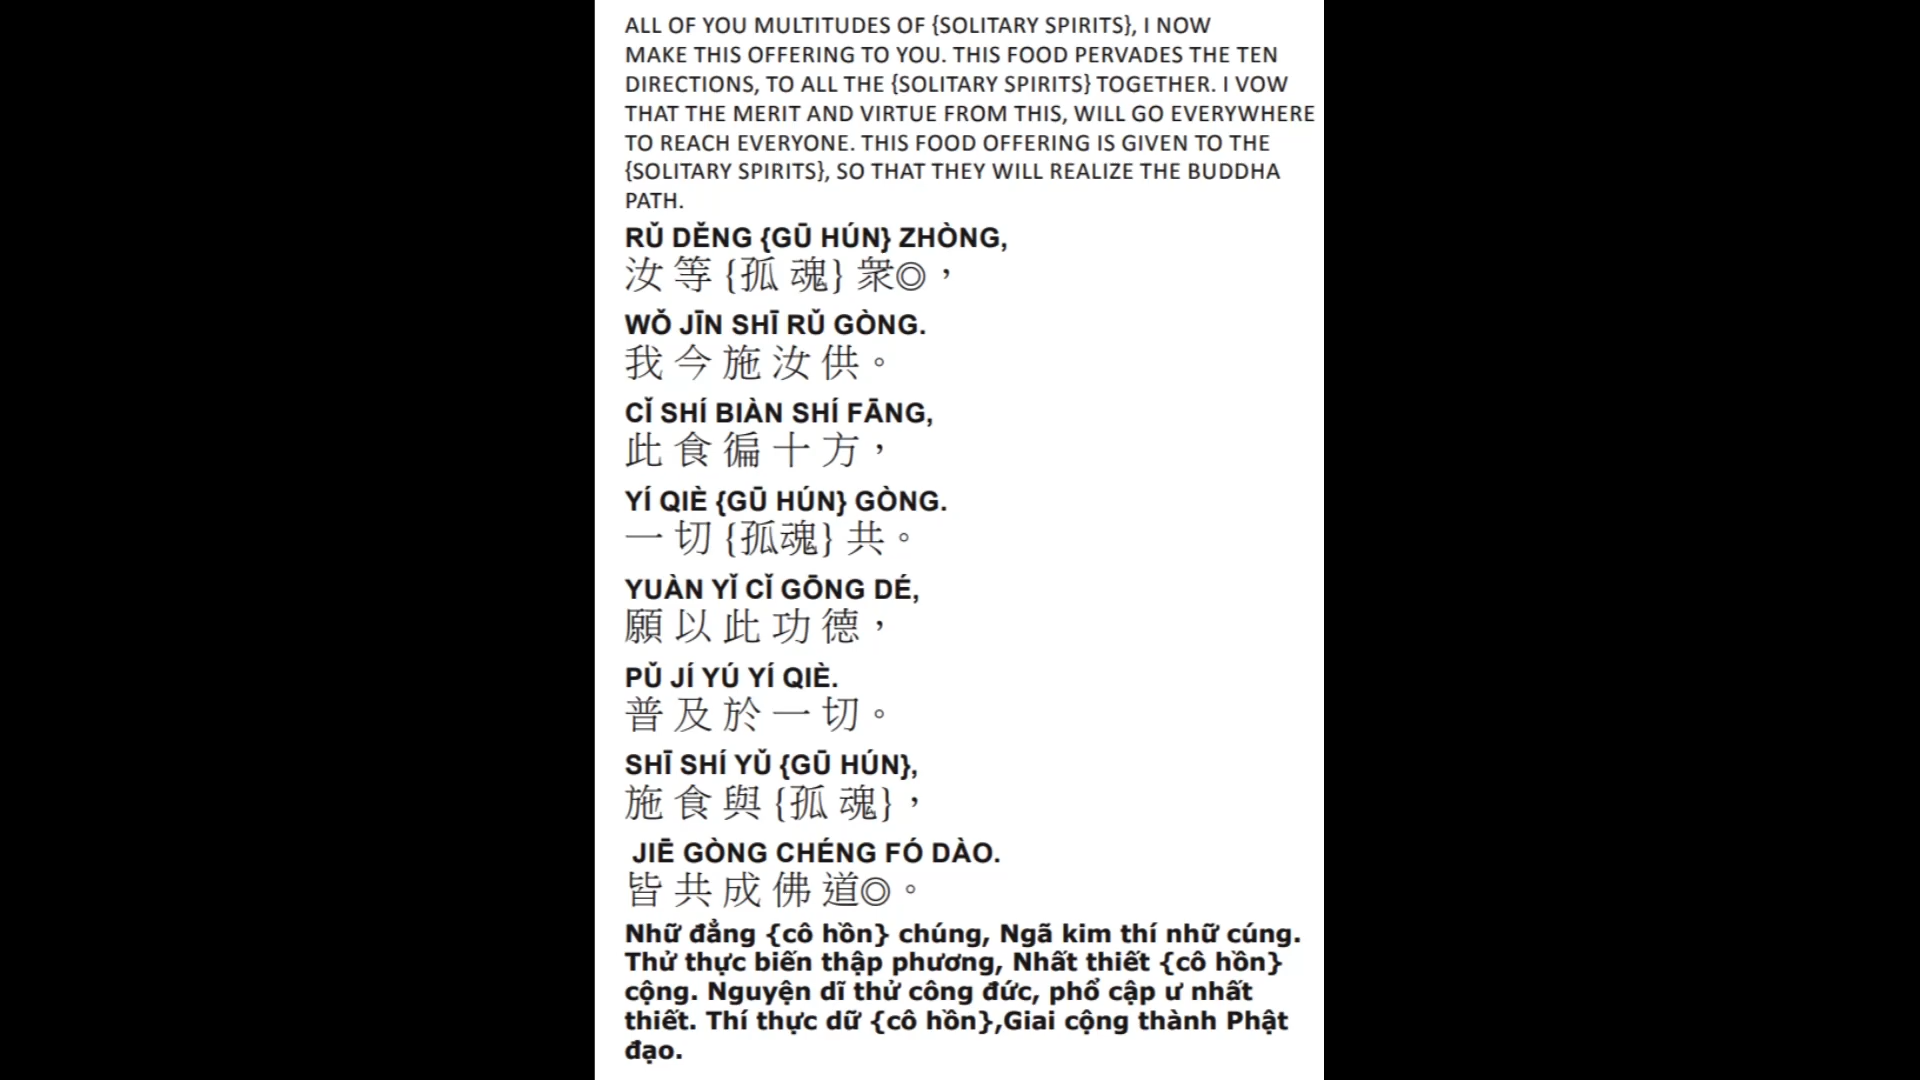 ALL OF YOU MULTITUDES OF {SOLITARY SPIRITS}, I NOW
MAKE THIS OFFERING TO YOU. THIS FOOD PERVADES THE TEN
DIRECTIONS, TO ALL THE {SOLITARY SPIRITS} TOGETHER. I VOW
THAT THE MERIT AND VIRTUE FROM THIS, WILL GO EVERYWHERE
TO REACH EVERYONE. THIS FOOD OFFERING IS GIVEN TO THE
{SOLITARY SPIRITS}, SO THAT THEY WILL REALIZE THE BUDDHA
PATH.
RǓ DĚNG {GŪ HÚN} ZHÒNG,
汝 等 {孤 魂} 衆◎，
WǑ JĪN SHĪ RǓ GÒNG.
我 今 施 汝 供。
CǏ SHÍ BIÀN SHÍ FĀNG,
此 食 徧 十 方，
YÍ QIÈ {GŪ HÚN} GÒNG.
一 切 {孤魂} 共。
YUÀN YǏ CǏ GŌNG DÉ,
願 以 此 功 德，
PǓ JÍ YÚ YÍ QIÈ.
普 及 於 一 切。
SHĪ SHÍ YǓ {GŪ HÚN},
施 食 與 {孤 魂}，
JIĒ GÒNG CHÉNG FÓ DÀO.
皆 共 成 佛 道◎。
Nhữ đẳng {cô hồn} chúng, Ngã kim thí nhữ cúng.
Thử thực biến thập phương, Nhất thiết {cô hồn}
cộng. Nguyện dĩ thử công đức, phổ cập ư nhất
thiết. Thí thực dữ {cô hồn},Giai cộng thành Phật
đạo.